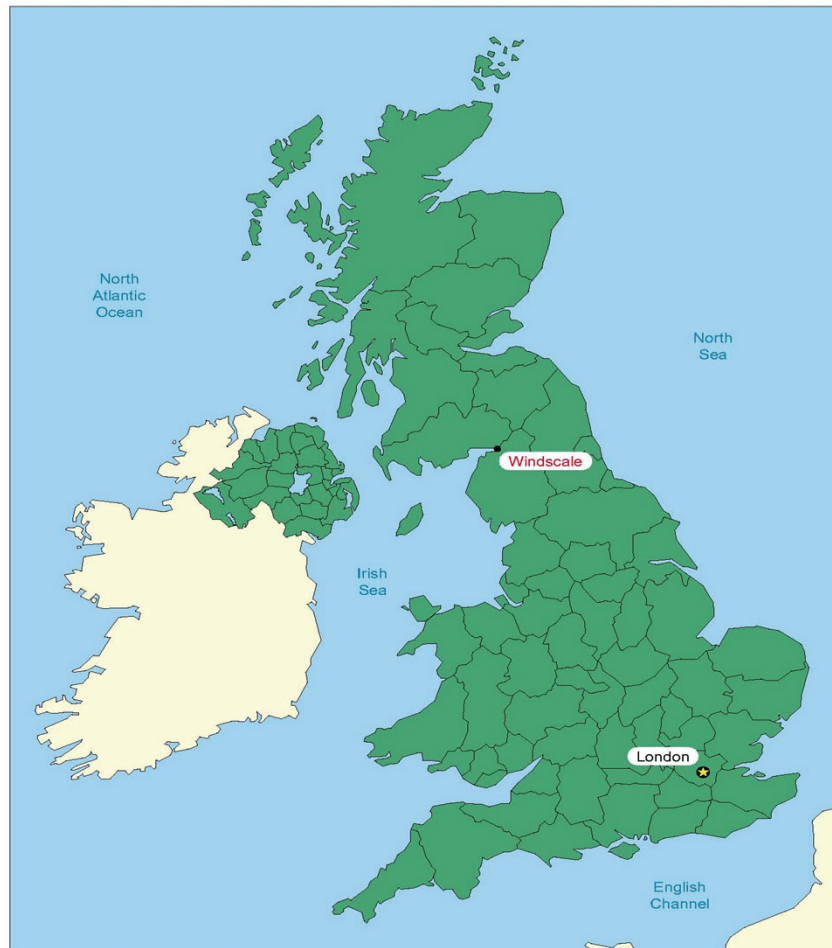 North
Atlantic
Ocean
North
Sea
Windscale
Irish
Sea
London
English
Channel